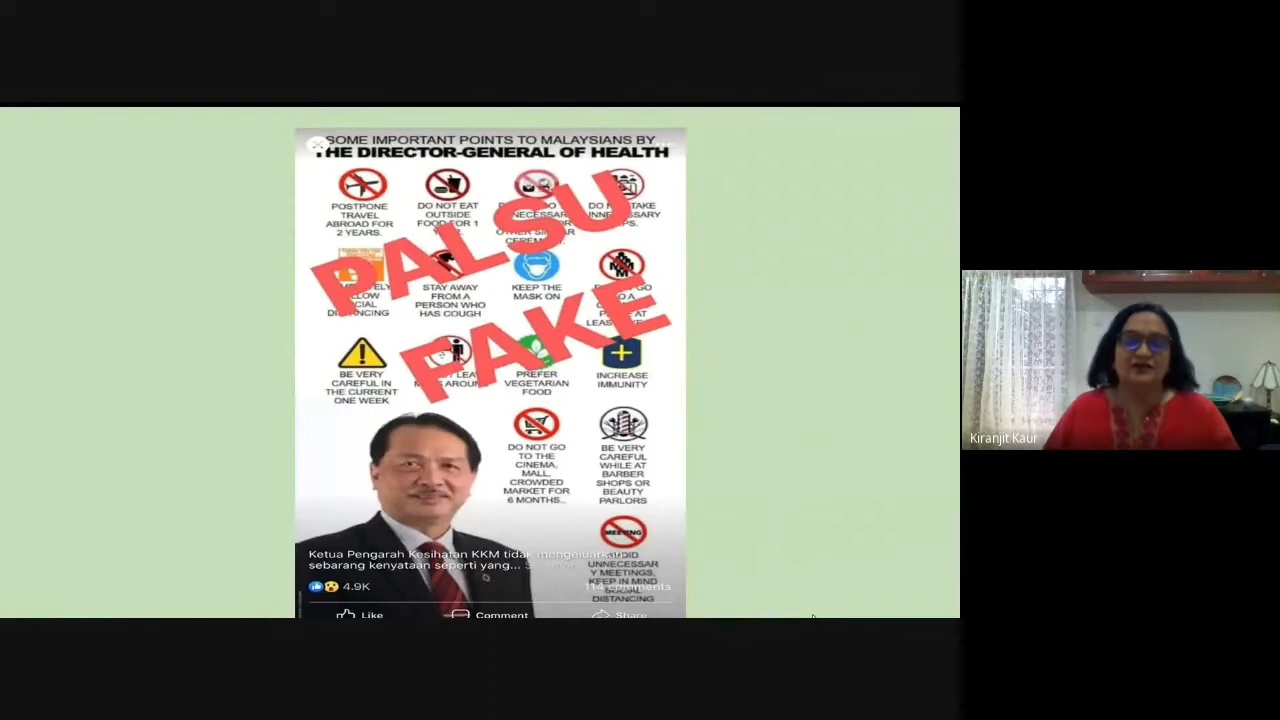 SOME IMPORTANT POINTS TO MALAYSIANS BY
THE DIRECTOR-GENERAL OF HEALTH
POSTPONE
TRAVEL
ABROAD FOR
2 YEARS.
DO NOT EAT
OUTSIDE
FOOD FOR 1
PALSU
FAKE
STAY AWAY
FROM A
PERSON WHO
HAS COUGH
KEEP THE
MASK ON
BE VERY
CAREFUL IN
THE CURRENT
ONE WEEK
PREFER
VEGETARIAN
FOOD
INCREASE
IMMUNITY
DO NOT GO
TO THE
CINEMA,
MALL,
CROWDED
MARKET FOR
6 MONTHS..
BE VERY
CAREFUL
WHILE AT
BARBER
SHOPS OR
BEAUTY
PARLORS
MEETING
UNNECESSAR
Y MEETINGS,
KEEP IN MIND
SOCIAL
DISTANCING
Ketua Pengarah Kesihatan KKM tidak mengeluarkan
sebarang kenyataan seperti yang...
4.9K
114 comments
Like
Comment
Share
Kiranjit Kaur